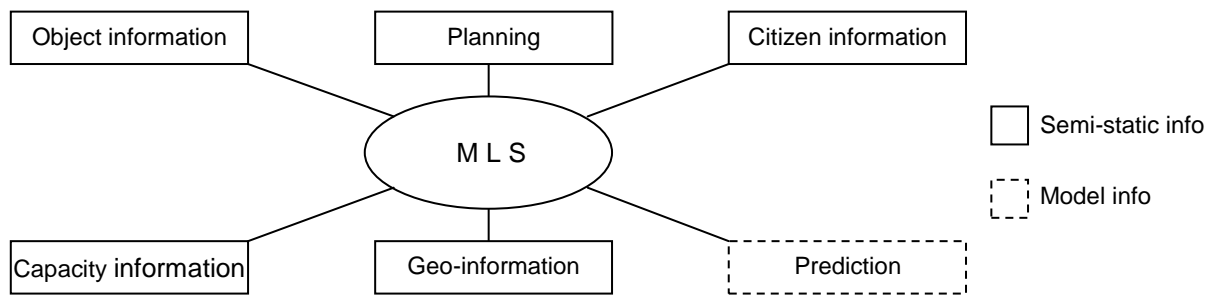 Object information
Planning
Citizen information
M L S
Semi-static info
Model info
Capacity information
Geo-information
Prediction